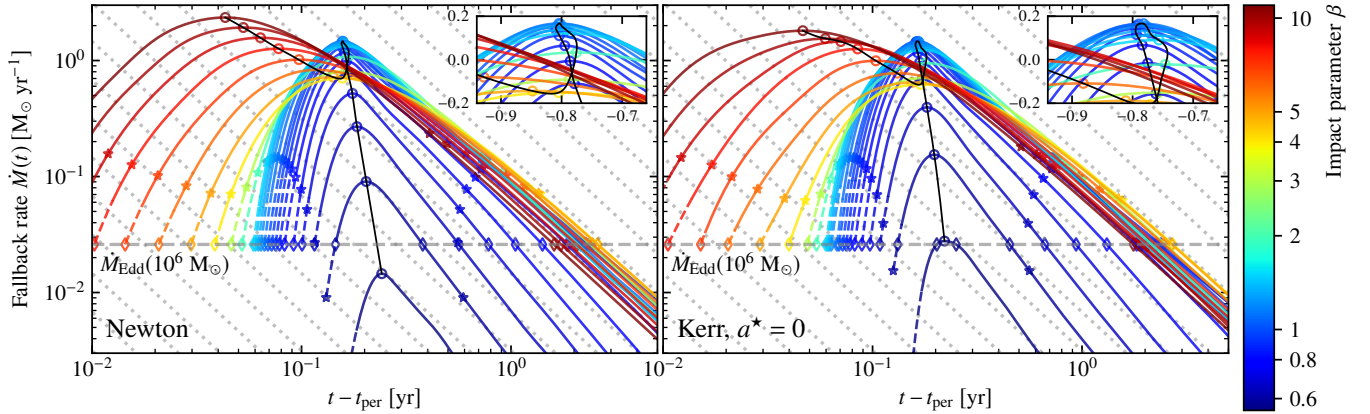 Fallback rate Ṁ(t) [M⊙ yr⁻¹]
10⁰
10⁻¹
10⁻²
0.2
0.0
−0.2
−0.9 −0.8 −0.7
Ṁ_Edd(10⁶ M⊙)
Newton
10⁻² 10⁻¹ 10⁰
t − t_per [yr]
0.2
0.0
−0.2
−0.9 −0.8 −0.7
Ṁ_Edd(10⁶ M⊙)
Kerr, a★ = 0
10⁻² 10⁻¹ 10⁰
t − t_per [yr]
10
5
4
3
2
1
0.8
0.6
Impact parameter β